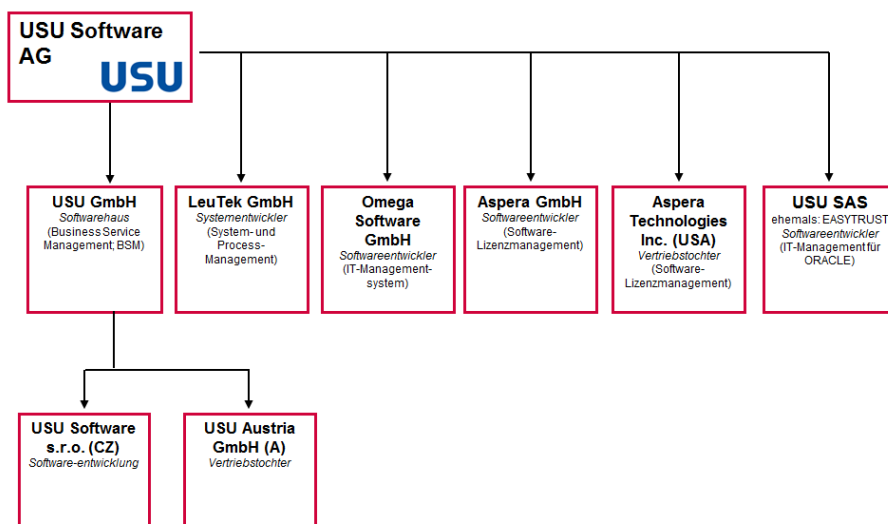 USU Software
AG
USU
USU GmbH
Softwarehaus
(Business Service
Management; BSM)
LeuTek GmbH
Systementwickler
(System- und
Process-
Management)
Omega
Software
GmbH
Softwareentwickler
(IT-Management-
system)
Aspera GmbH
Softwareentwickler
(Software-
Lizenzmanagement)
Aspera
Technologies
Inc. (USA)
Vertriebstochter
(Software-
Lizenzmanagement)
USU SAS
ehemals: EASYTRUST
Softwareentwickler
(IT-Management für
ORACLE)
USU Software
s.r.o. (CZ)
Software-entwicklung
USU Austria
GmbH (A)
Vertriebstochter